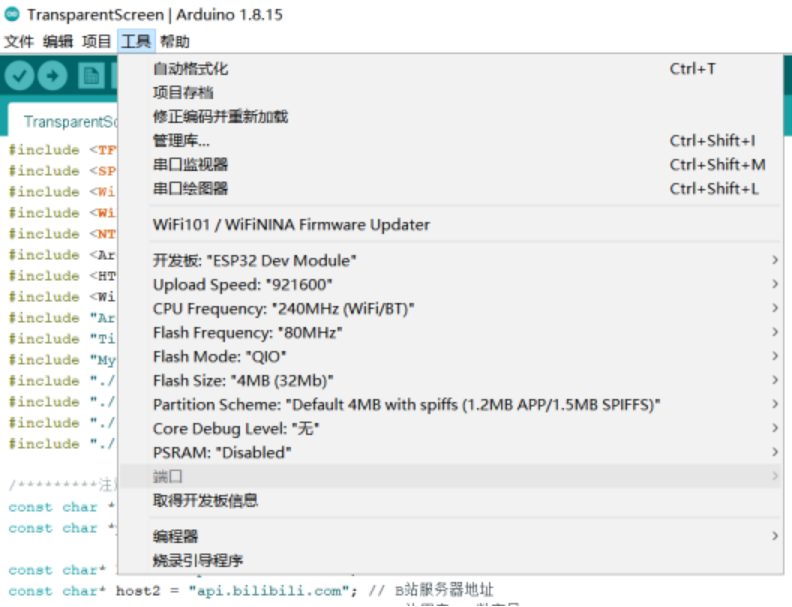 TransparentScreen | Arduino 1.8.15
文件 编辑 项目 工具 帮助
自动格式化 Ctrl+T
项目存档
修正编码并重新加载
管理库... Ctrl+Shift+I
串口监视器 Ctrl+Shift+M
串口绘图器 Ctrl+Shift+L
WiFi101 / WiFiNINA Firmware Updater
开发板: "ESP32 Dev Module"
Upload Speed: "921600"
CPU Frequency: "240MHz (WiFi/BT)"
Flash Frequency: "80MHz"
Flash Mode: "QIO"
Flash Size: "4MB (32Mb)"
Partition Scheme: "Default 4MB with spiffs (1.2MB APP/1.5MB SPIFFS)"
Core Debug Level: "无"
PSRAM: "Disabled"
端口
取得开发板信息
编程器
烧录引导程序
TransparentSc
#include <TF
#include <SP
#include <Wi
#include <Wi
#include <NT
#include <Ar
#include <HT
#include <Wi
#include "Ar
#include "Ti
#include "My
#include "./
#include "./
#include "./
#include "./
/*********注
const char *
const char *
const char*
const char* host2 = "api.bilibili.com"; // B站服务器地址